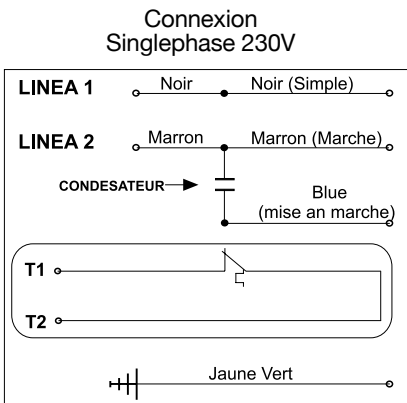 Connexion
Singlephase 230V
LINEA 1 Noir Noir (Simple)
LINEA 2 Marron Marron (Marche)
CONDESATEUR
Blue
(mise an marche)
T1
T2
Jaune Vert